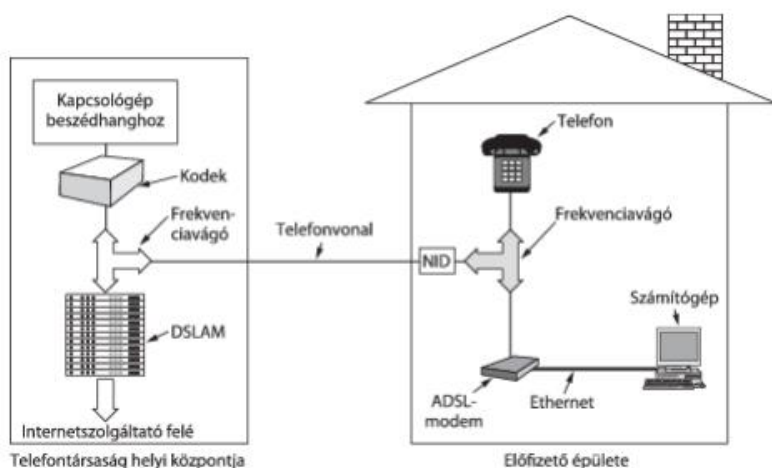 Kapcsológép
beszédhanghoz
Kodek
Frekven-
ciavágó
DSLAM
Internetszolgáltató felé
Telefontársaság helyi központja
Telefonvonal
NID
Telefon
Frekvenciavágó
Számítógép
ADSL-
modem
Ethernet
Előfizető épülete